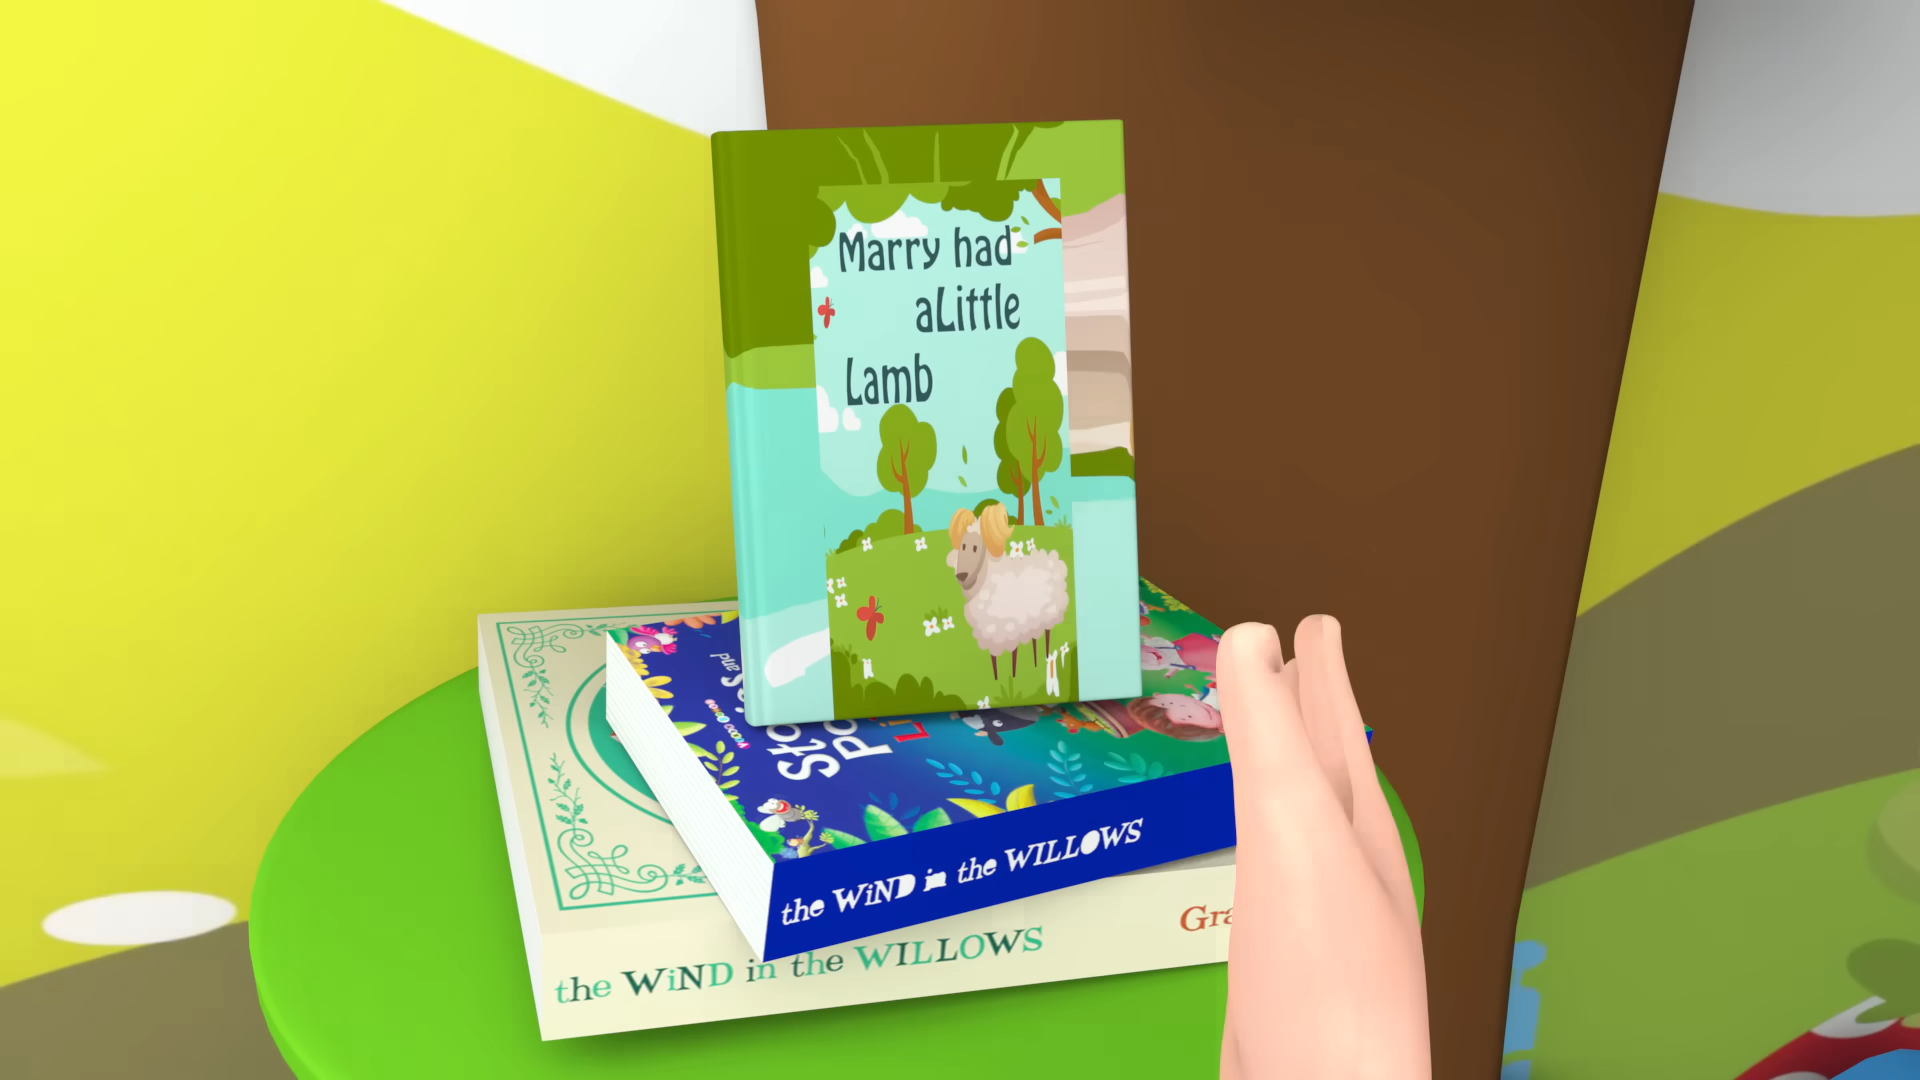 Marry had
aLittle
Lamb
the WiND in the WILLOWS
the WiND in the WILLOWS